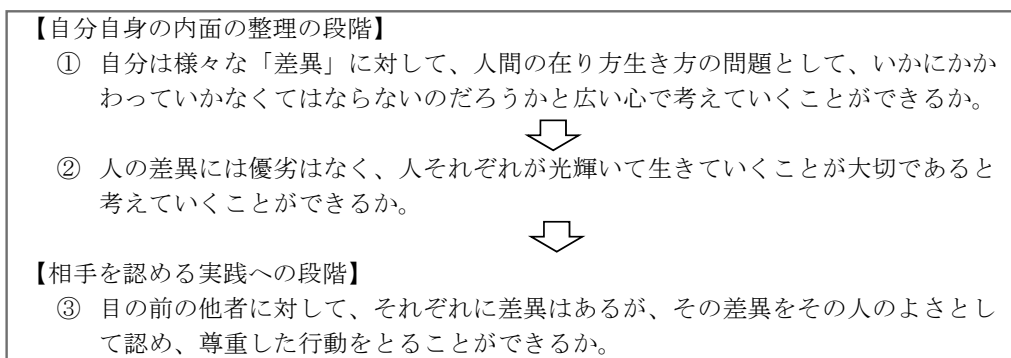 【自分自身の内面の整理の段階】
① 自分は様々な「差異」に対して、人間の在り方生き方の問題として、いかにかか
わっていかなくてはならないのだろうかと広い心で考えていくことができるか。
② 人の差異には優劣はなく、人それぞれが光輝いて生きていくことが大切であると
考えていくことができるか。
【相手を認める実践への段階】
③ 目の前の他者に対して、それぞれに差異はあるが、その差異をその人のよさとし
て認め、尊重した行動をとることができるか。